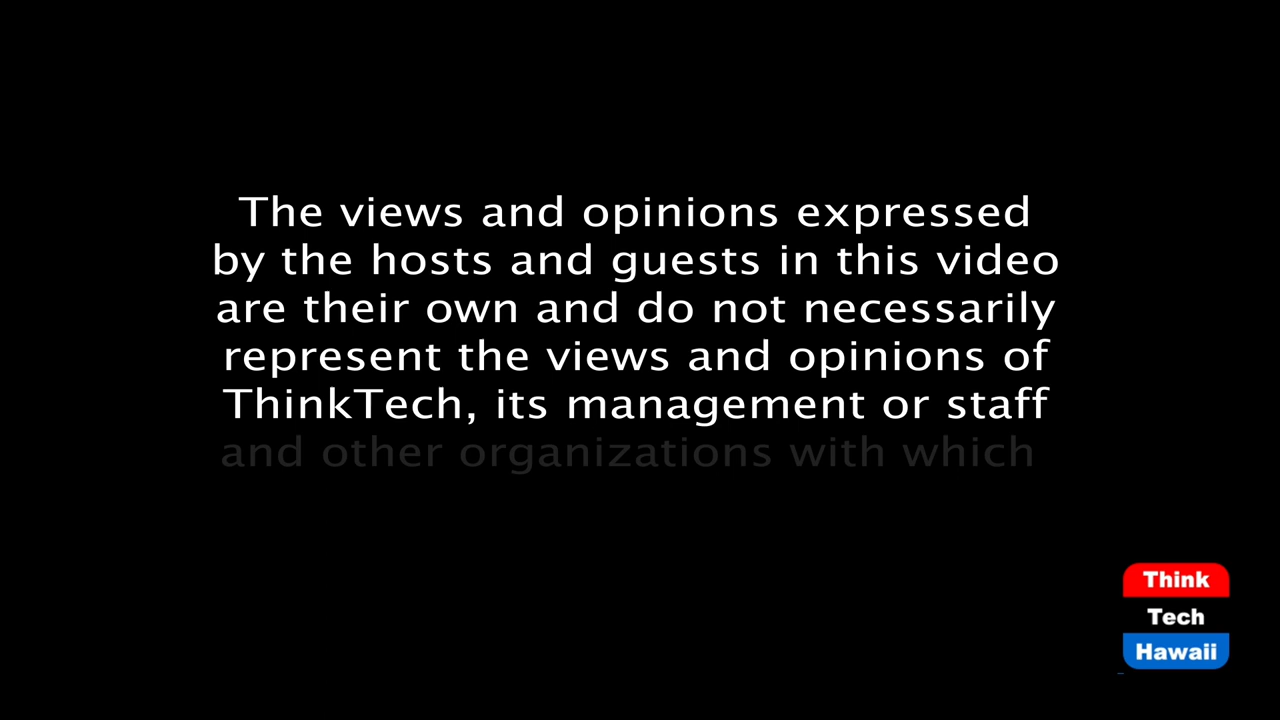 The views and opinions expressed
by the hosts and guests in this video
are their own and do not necessarily
represent the views and opinions of
ThinkTech, its management or staff
and other organizations with which
Think
Tech
Hawaii